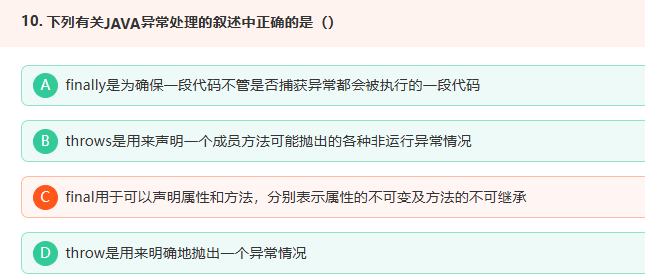 10. 下列有关JAVA异常处理的叙述中正确的是（）
A finally是为确保一段代码不管是否捕获异常都会被执行的一段代码
B throws是用来声明一个成员方法可能抛出的各种非运行异常情况
C final用于可以声明属性和方法，分别表示属性的不可变及方法的不可继承
D throw是用来明确地抛出一个异常情况